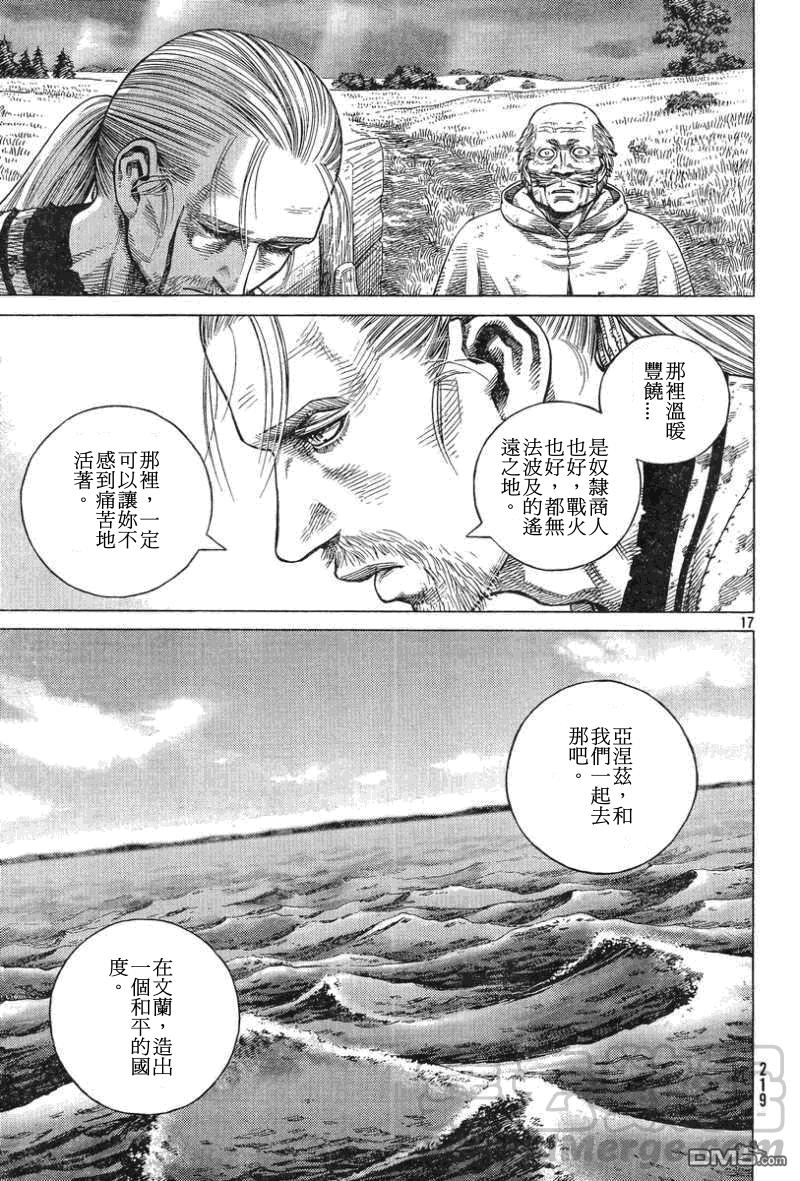 那裡溫暖
豐饒…
是奴隸商人
也好，戰火
也好，都無
法波及的遙
遠之地。
那裡，一定
可以讓妳不
感到痛苦地
活著。
17
亞涅茲，和
我們一起去
那吧。
在文蘭，造出
一個和平的國
度。
219
iMerge.com
DM5.com